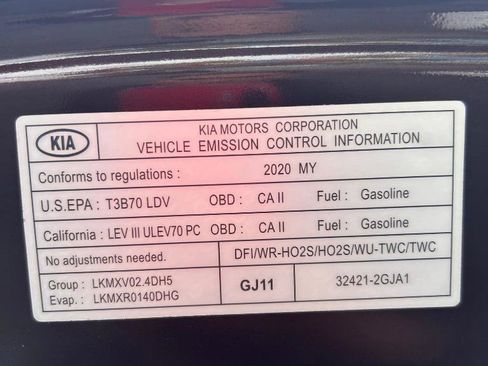 KIA
KIA MOTORS CORPORATION
VEHICLE EMISSION CONTROL INFORMATION
Conforms to regulations : 2020 MY
U.S.EPA : T3B70 LDV OBD : CA II Fuel : Gasoline
California : LEV III ULEV70 PC OBD : CA II Fuel : Gasoline
No adjustments needed. DFI/WR-HO2S/HO2S/WU-TWC/TWC
Group : LKMXV02.4DH5
Evap. : LKMXR0140DHG
GJ11
32421-2GJA1